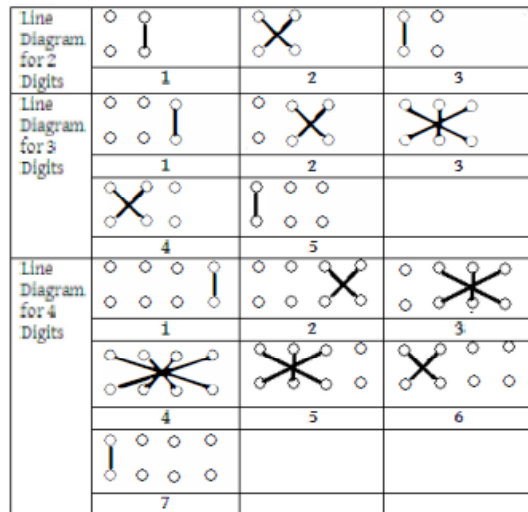 Line
Diagram
for 2
Digits
1 2 3
Line
Diagram
for 3
Digits
1 2 3
4 5
Line
Diagram
for 4
Digits
1 2 3
4 5 6
7